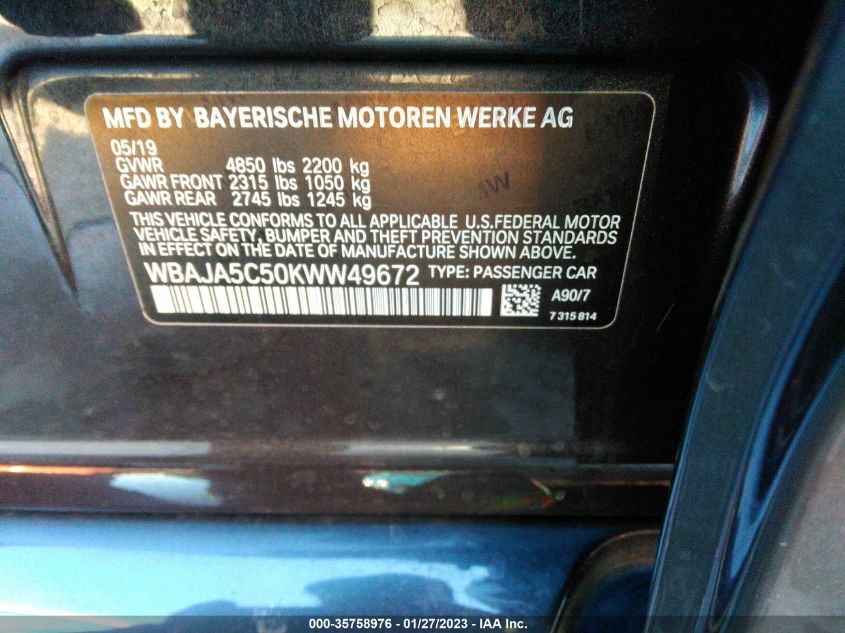 MFD BY BAYERISCHE MOTOREN WERKE AG
05/19
GVWR 4850 lbs 2200 kg
GAWR FRONT 2315 lbs 1050 kg
GAWR REAR 2745 lbs 1245 kg
THIS VEHICLE CONFORMS TO ALL APPLICABLE U.S.FEDERAL MOTOR
VEHICLE SAFETY, BUMPER AND THEFT PREVENTION STANDARDS
IN EFFECT ON THE DATE OF MANUFACTURE SHOWN ABOVE.
WBAJA5C50KWW49672 TYPE: PASSENGER CAR
A90/7
7 315 814
000-35758976 - 01/27/2023 - IAA Inc.